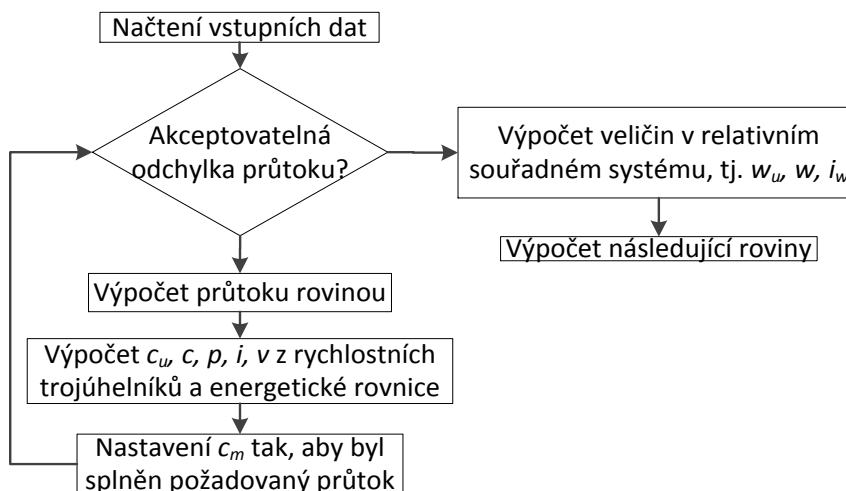 Načtení vstupních dat
Akceptovatelná
odchylka průtoku?
Výpočet veličin v relativním
souřadném systému, tj. w_u, w, i_w
Výpočet následující roviny
Výpočet průtoku rovinou
Výpočet c_u, c, p, i, v z rychlostních
trojúhelníků a energetické rovnice
Nastavení c_m tak, aby byl
splněn požadovaný průtok